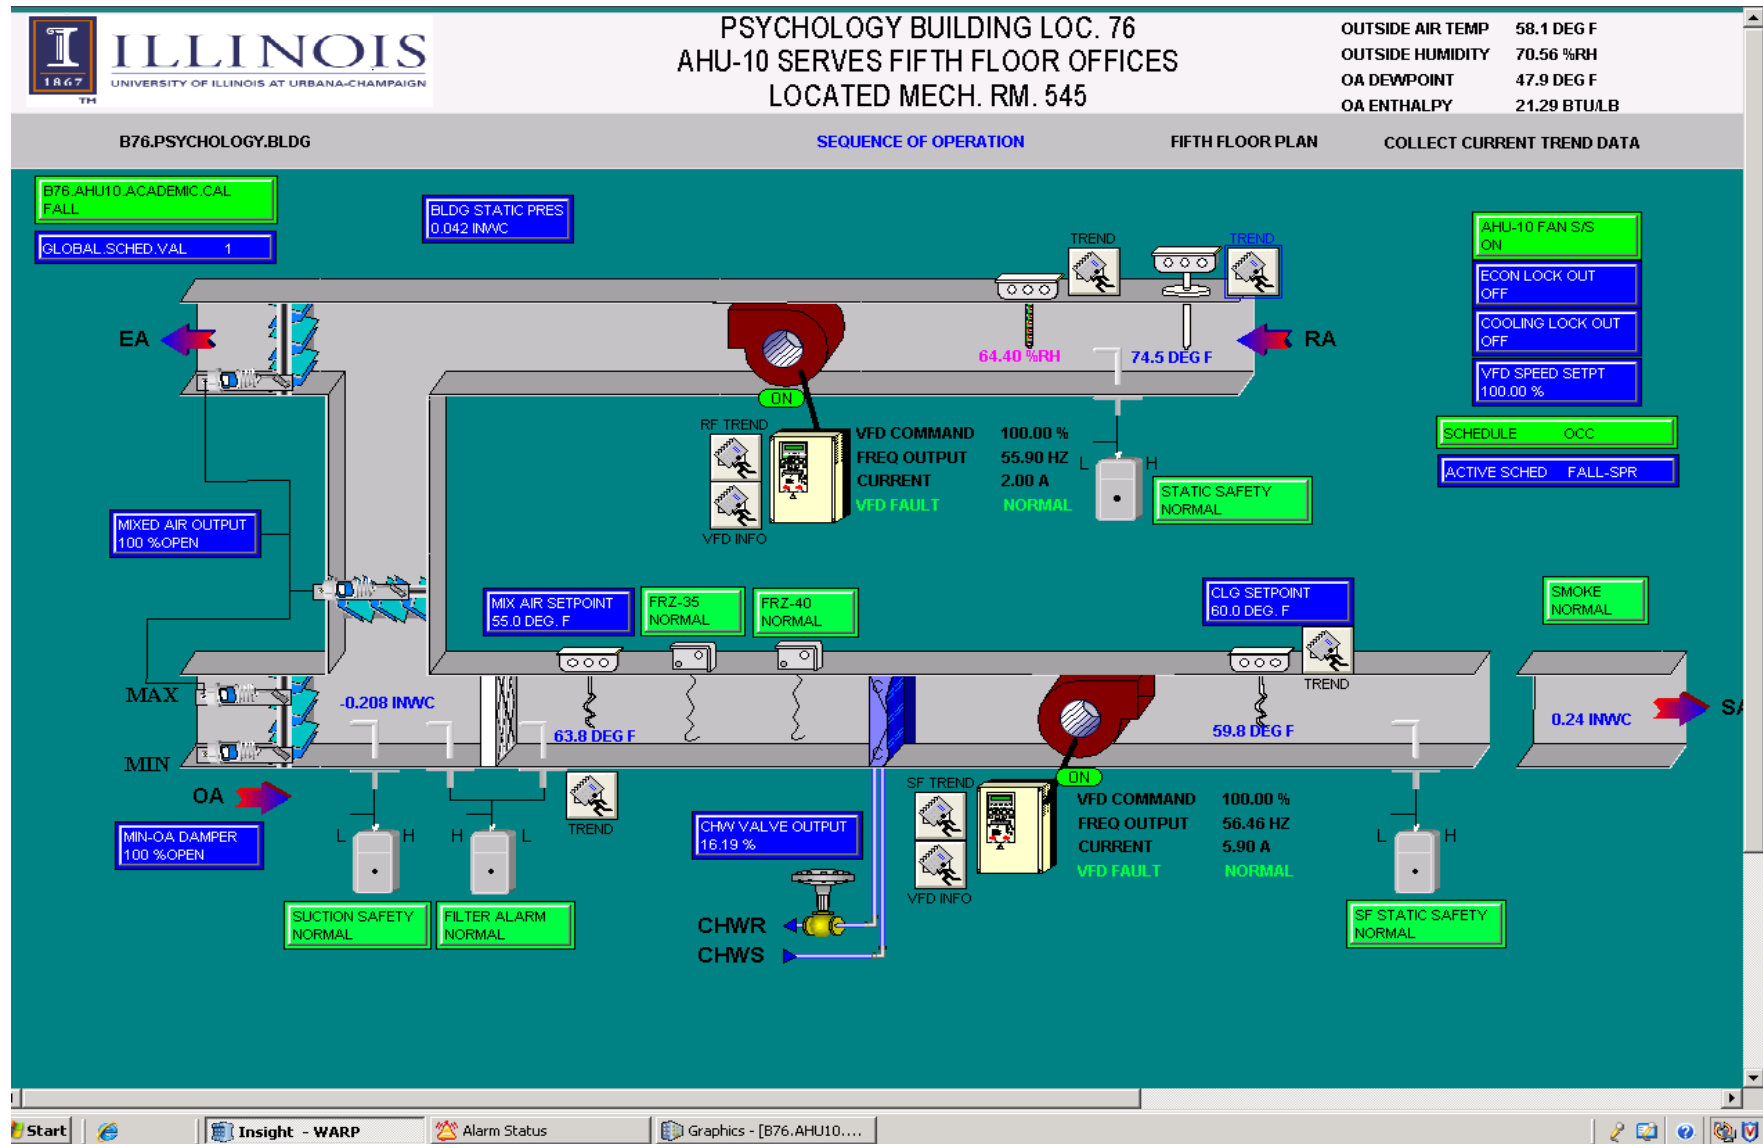 ILLINOIS
1867
UNIVERSITY OF ILLINOIS AT URBANA-CHAMPAIGN
TM
PSYCHOLOGY BUILDING LOC. 76
AHU-10 SERVES FIFTH FLOOR OFFICES
LOCATED MECH. RM. 545
OUTSIDE AIR TEMP 58.1 DEG F
OUTSIDE HUMIDITY 70.56 %RH
OA DEWPOINT 47.9 DEG F
OA ENTHALPY 21.29 BTU/LB
B76.PSYCHOLOGY.BLDG
SEQUENCE OF OPERATION
FIFTH FLOOR PLAN
COLLECT CURRENT TREND DATA
B76.AHU10.ACADEMIC.CAL
FALL
GLOBAL.SCHED.VAL 1
BLDG STATIC PRES
0.042 INWC
TREND
TREND
AHU-10 FAN S/S
ON
ECON LOCK OUT
OFF
COOLING LOCK OUT
OFF
VFD SPEED SETPT
100.00 %
SCHEDULE OCC
ACTIVE SCHED FALL-SPR
EA
RA
64.40 %RH
74.5 DEG F
ON
RF TREND
VFD INFO
VFD COMMAND 100.00 %
FREQ OUTPUT 55.90 HZ
CURRENT 2.00 A
VFD FAULT NORMAL
L H
STATIC SAFETY
NORMAL
MIXED AIR OUTPUT
100 %OPEN
MIX AIR SETPOINT
55.0 DEG. F
FRZ-35
NORMAL
FRZ-40
NORMAL
CLG SETPOINT
60.0 DEG. F
TREND
SMOKE
NORMAL
MAX
-0.208 INWC
63.8 DEG F
59.8 DEG F
0.24 INWC
SA
MIN
OA
TREND
MIN-OA DAMPER
100 %OPEN
L H
H L
SUCTION SAFETY
NORMAL
FILTER ALARM
NORMAL
CHW VALVE OUTPUT
16.19 %
CHWR
CHWS
ON
SF TREND
VFD INFO
VFD COMMAND 100.00 %
FREQ OUTPUT 56.46 HZ
CURRENT 5.90 A
VFD FAULT NORMAL
L H
SF STATIC SAFETY
NORMAL
Start
Insight - WARP
Alarm Status
Graphics - [B76.AHU10....